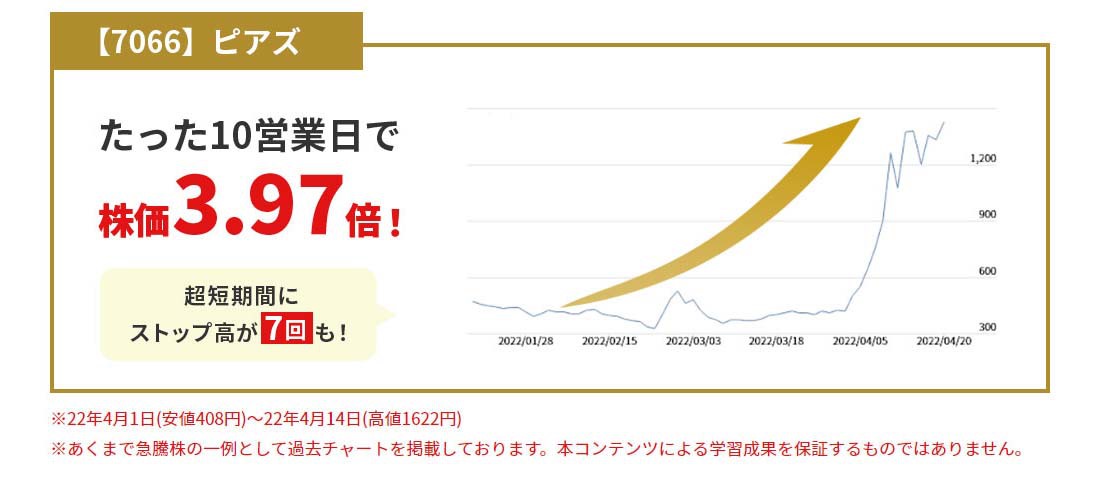 【7066】ピアズ
たった10営業日で
株価3.97倍！
超短期間に
ストップ高が7回も！
1,200
900
600
300
2022/01/28 2022/02/15 2022/03/03 2022/03/18 2022/04/05 2022/04/20
※22年4月1日(安値408円)～22年4月14日(高値1622円)
※あくまで急騰株の一例として過去チャートを掲載しております。本コンテンツによる学習成果を保証するものではありません。